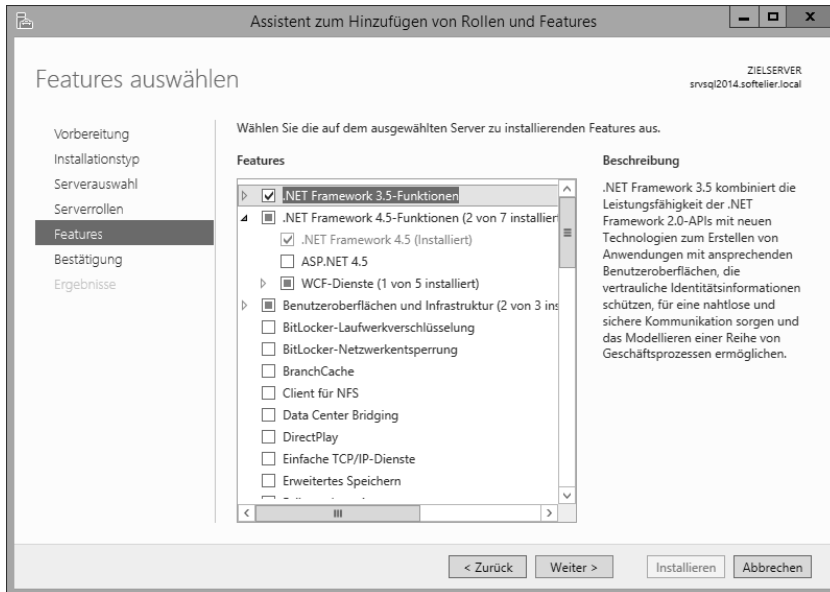 Assistent zum Hinzufügen von Rollen und Features
Features auswählen
ZIELSERVER
srvsql2014.softelier.local
Vorbereitung
Installationstyp
Serverauswahl
Serverrollen
Features
Bestätigung
Ergebnisse
Wählen Sie die auf dem ausgewählten Server zu installierenden Features aus.
Features
.NET Framework 3.5-Funktionen
.NET Framework 4.5-Funktionen (2 von 7 installiert
.NET Framework 4.5 (Installiert)
ASP.NET 4.5
WCF-Dienste (1 von 5 installiert)
Benutzeroberflächen und Infrastruktur (2 von 3 ins
BitLocker-Laufwerkverschlüsselung
BitLocker-Netzwerkentsperrung
BranchCache
Client für NFS
Data Center Bridging
DirectPlay
Einfache TCP/IP-Dienste
Erweitertes Speichern
Beschreibung
.NET Framework 3.5 kombiniert die
Leistungsfähigkeit der .NET
Framework 2.0-APIs mit neuen
Technologien zum Erstellen von
Anwendungen mit ansprechenden
Benutzeroberflächen, die
vertrauliche Identitätsinformationen
schützen, für eine nahtlose und
sichere Kommunikation sorgen und
das Modellieren einer Reihe von
Geschäftsprozessen ermöglichen.
< Zurück
Weiter >
Installieren
Abbrechen